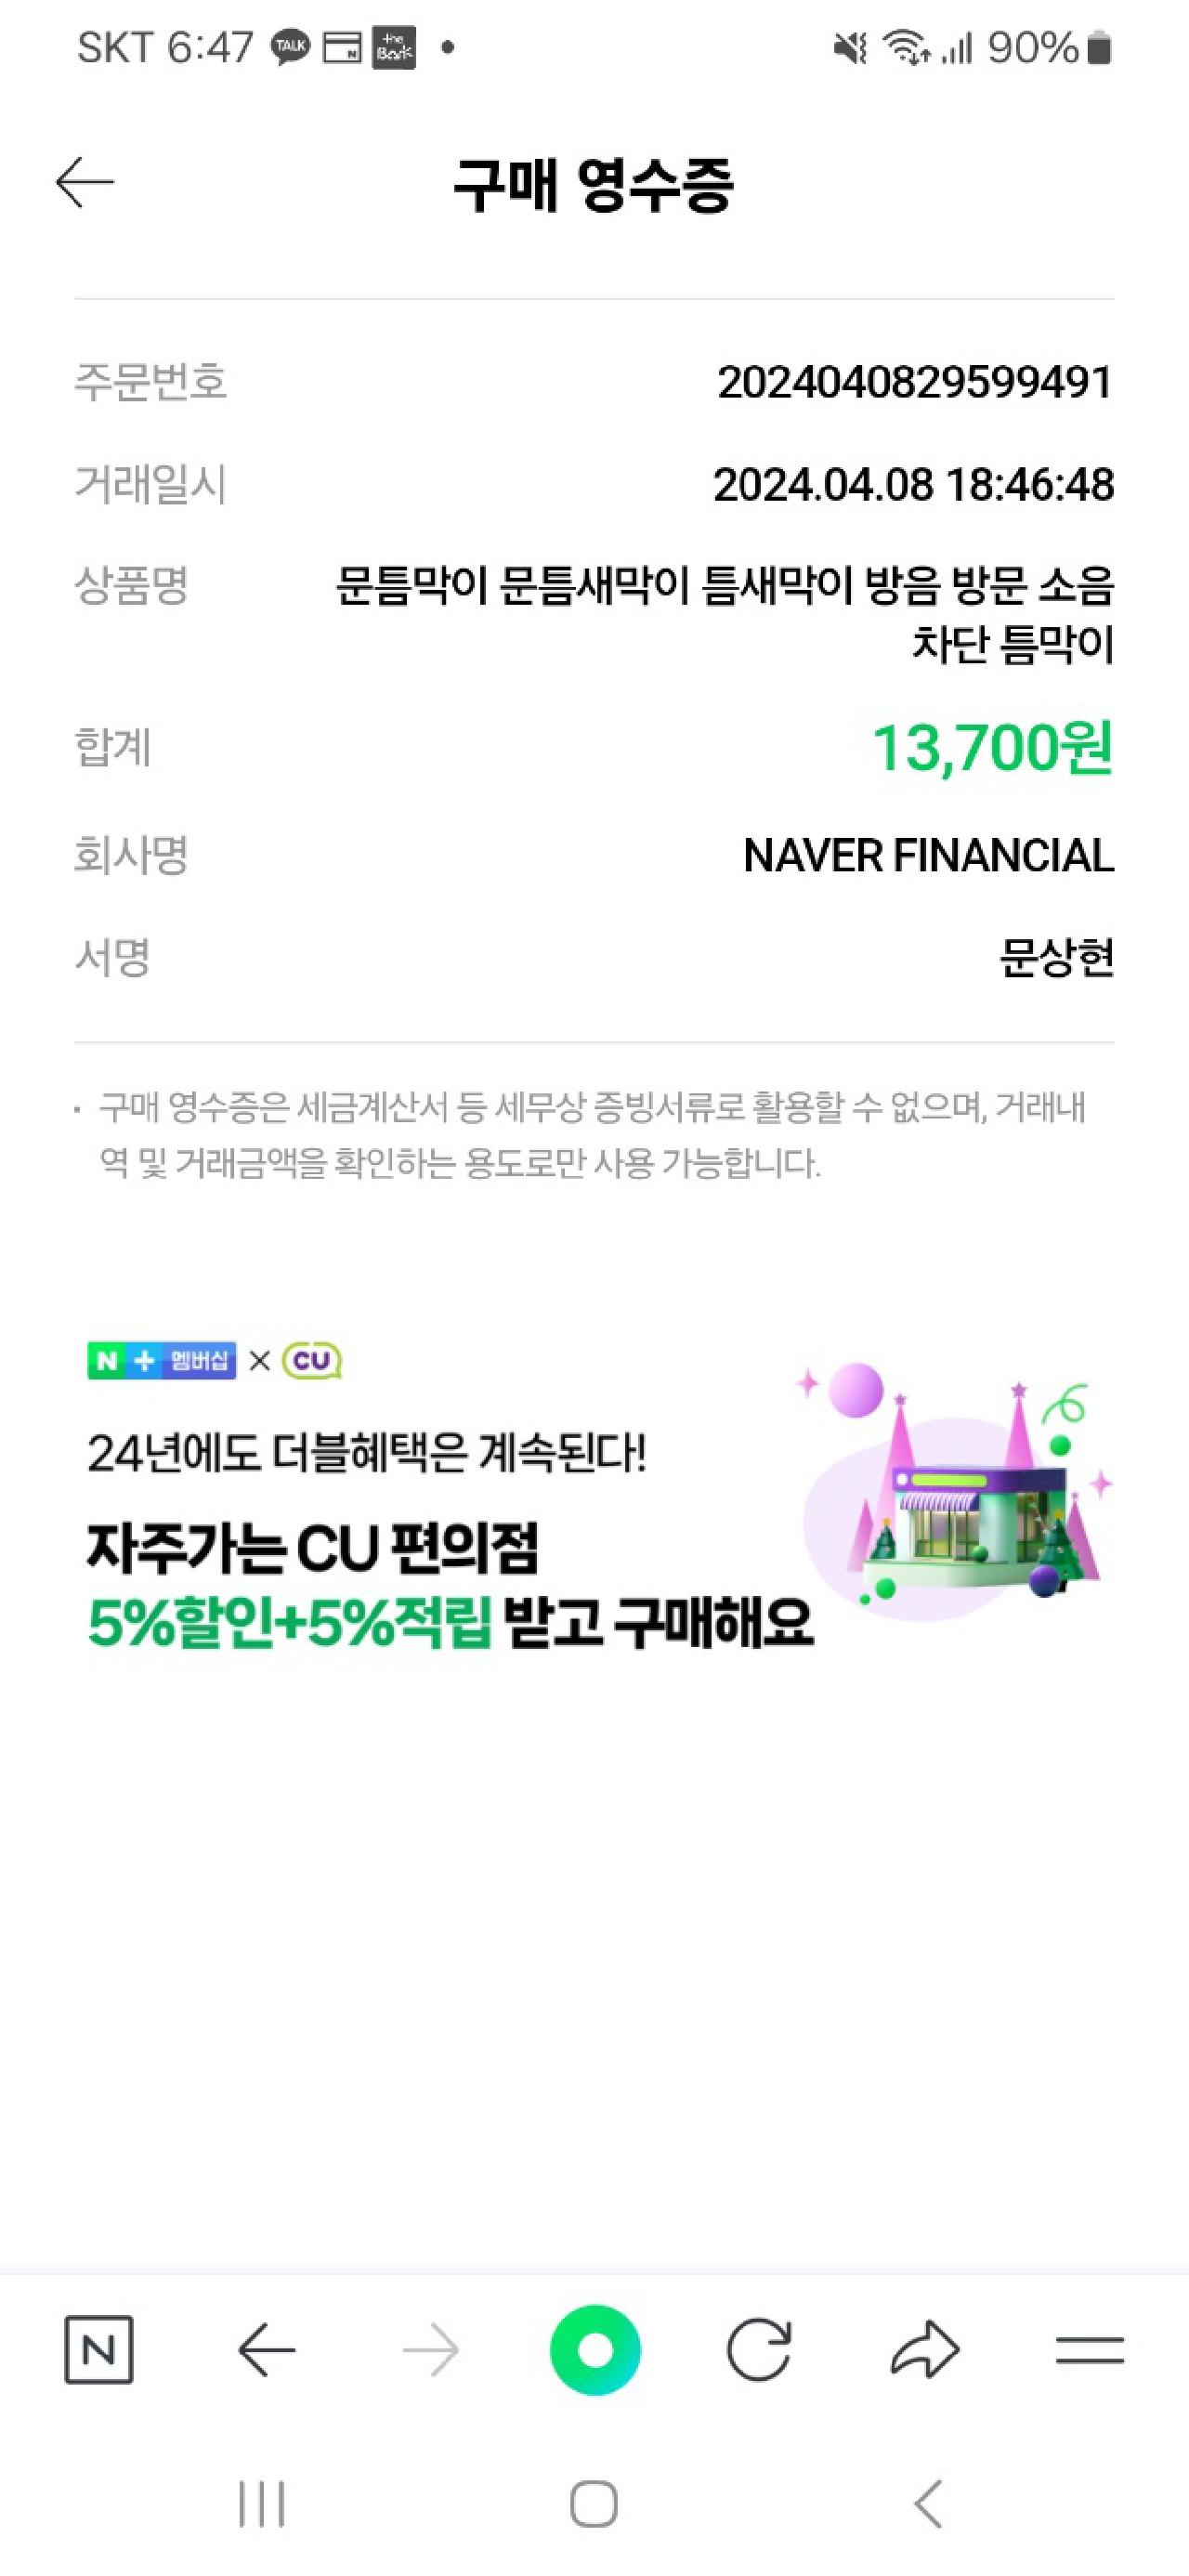 SKT 6:47 TALK N the Bank
90%
구매 영수증
주문번호 2024040829599491
거래일시 2024.04.08 18:46:48
상품명 문틈막이 문틈새막이 틈새막이 방음 방문 소음
차단 틈막이
합계 13,700원
회사명 NAVER FINANCIAL
서명 문상현
· 구매 영수증은 세금계산서 등 세무상 증빙서류로 활용할 수 없으며, 거래내
역 및 거래금액을 확인하는 용도로만 사용 가능합니다.
N + 멤버십 × CU
24년에도 더블혜택은 계속된다!
자주가는 CU 편의점
5%할인+5%적립 받고 구매해요
N